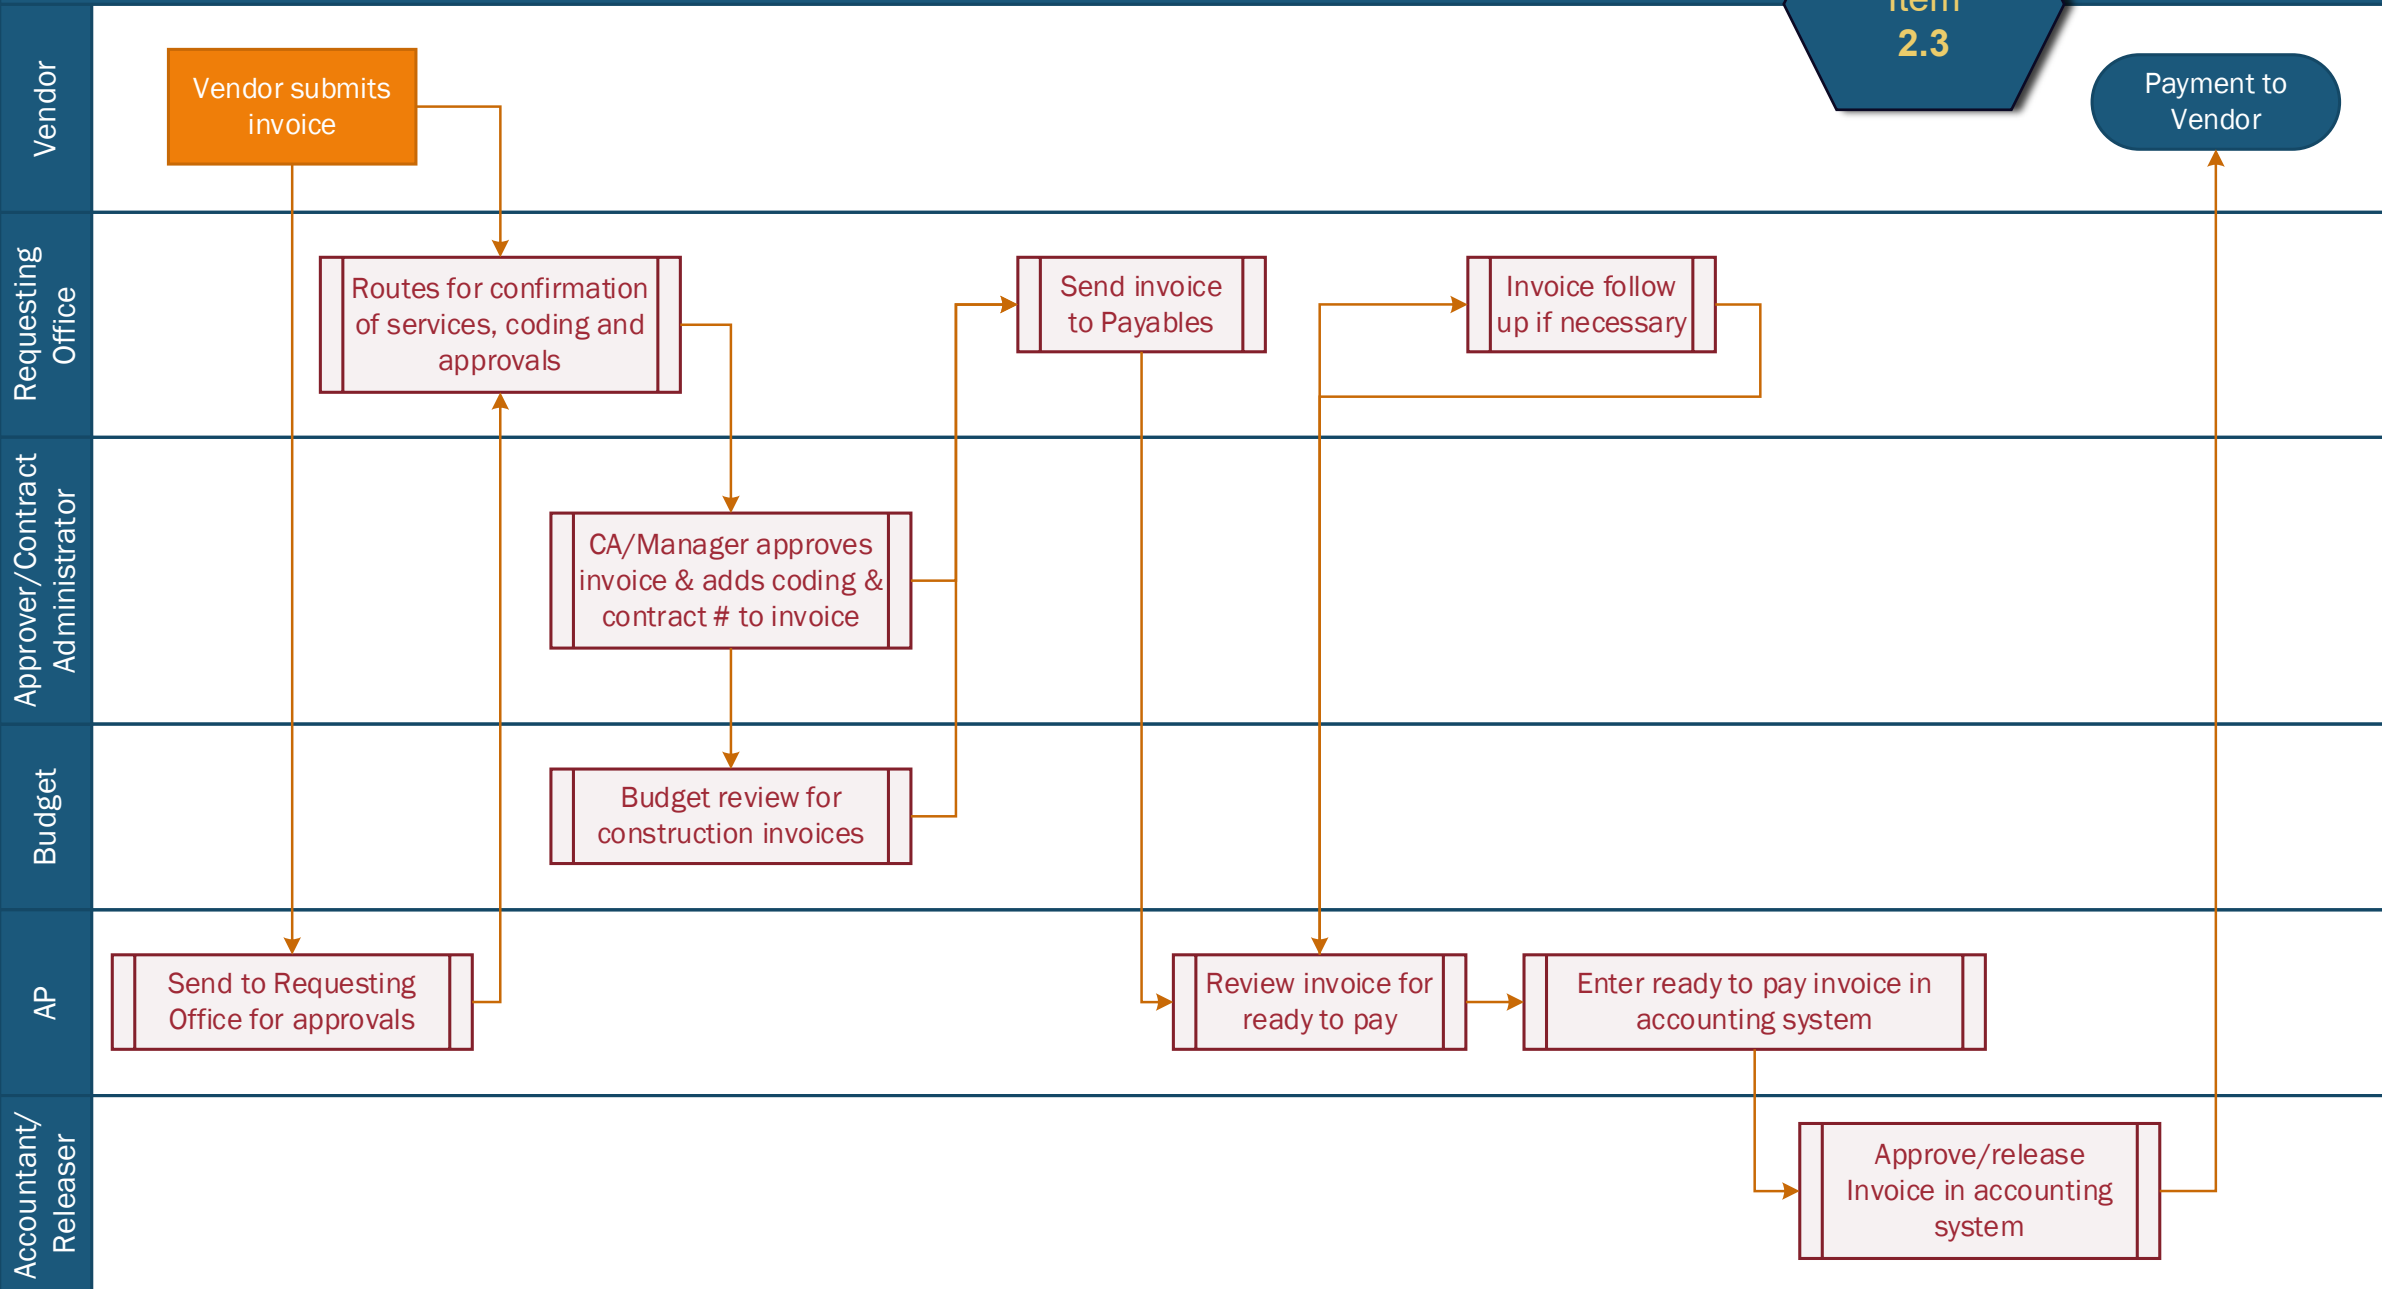 Item
2.3
Vendor
Vendor submits
invoice
Payment to
Vendor
Requesting
Office
Routes for confirmation
of services, coding and
approvals
Send invoice
to Payables
Invoice follow
up if necessary
Approver/Contract
Administrator
CA/Manager approves
invoice & adds coding &
contract # to invoice
Budget
Budget review for
construction invoices
AP
Send to Requesting
Office for approvals
Review invoice for
ready to pay
Enter ready to pay invoice in
accounting system
Accountant/
Releaser
Approve/release
Invoice in accounting
system